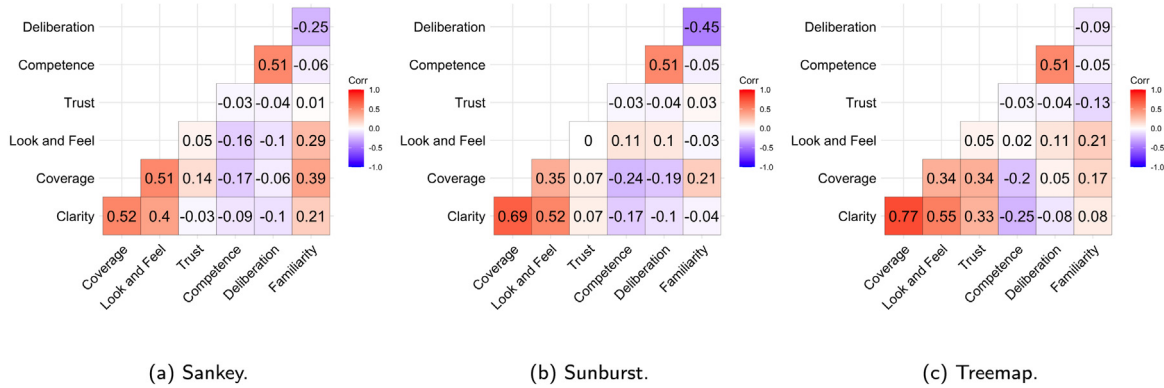 Deliberation
-0.25
Competence
0.51 -0.06
Trust
-0.03 -0.04 0.01
Look and Feel
0.05 -0.16 -0.1 0.29
Coverage
0.51 0.14 -0.17 -0.06 0.39
Clarity
0.52 0.4 -0.03 -0.09 -0.1 0.21
Coverage
Look and Feel
Trust
Competence
Deliberation
Familiarity
Corr
1.0
0.5
0.0
-0.5
-1.0
(a) Sankey.
Deliberation
-0.45
Competence
0.51 -0.05
Trust
-0.03 -0.04 0.03
Look and Feel
0 0.11 0.1 -0.03
Coverage
0.35 0.07 -0.24 -0.19 0.21
Clarity
0.69 0.52 0.07 -0.17 -0.1 -0.04
Coverage
Look and Feel
Trust
Competence
Deliberation
Familiarity
Corr
1.0
0.5
0.0
-0.5
-1.0
(b) Sunburst.
Deliberation
-0.09
Competence
0.51 -0.05
Trust
-0.03 -0.04 -0.13
Look and Feel
0.05 0.02 0.11 0.21
Coverage
0.34 0.34 -0.2 0.05 0.17
Clarity
0.77 0.55 0.33 -0.25 -0.08 0.08
Coverage
Look and Feel
Trust
Competence
Deliberation
Familiarity
Corr
1.0
0.5
0.0
-0.5
-1.0
(c) Treemap.